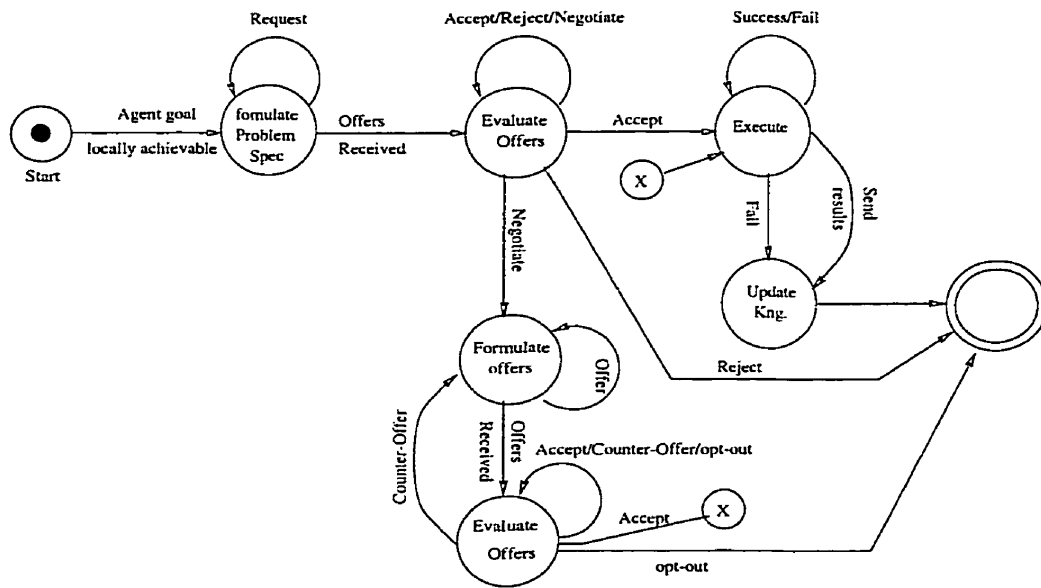 Request
Accept/Reject/Negotiate
Success/Fail
Agent goal
locally achievable
Start
fomulate
Problem
Spec
Offers
Received
Evaluate
Offers
Accept
Execute
X
Fail
Send
results
Negotiate
Update
Kng.
Formulate
offers
Offer
Reject
Counter-Offer
Offers
Received
Accept/Counter-Offer/opt-out
Evaluate
Offers
Accept
X
opt-out